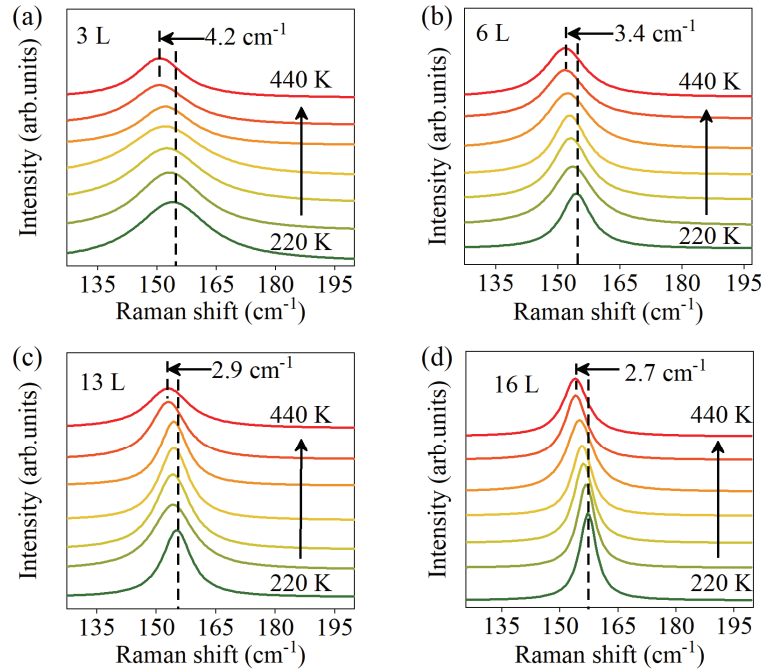 (a)
3 L
4.2 cm⁻¹
440 K
220 K
Intensity (arb.units)
135 150 165 180 195
Raman shift (cm⁻¹)
(b)
6 L
3.4 cm⁻¹
440 K
220 K
Intensity (arb.units)
135 150 165 180 195
Raman shift (cm⁻¹)
(c)
13 L
2.9 cm⁻¹
440 K
220 K
Intensity (arb.units)
135 150 165 180 195
Raman shift (cm⁻¹)
(d)
16 L
2.7 cm⁻¹
440 K
220 K
Intensity (arb.units)
135 150 165 180 195
Raman shift (cm⁻¹)